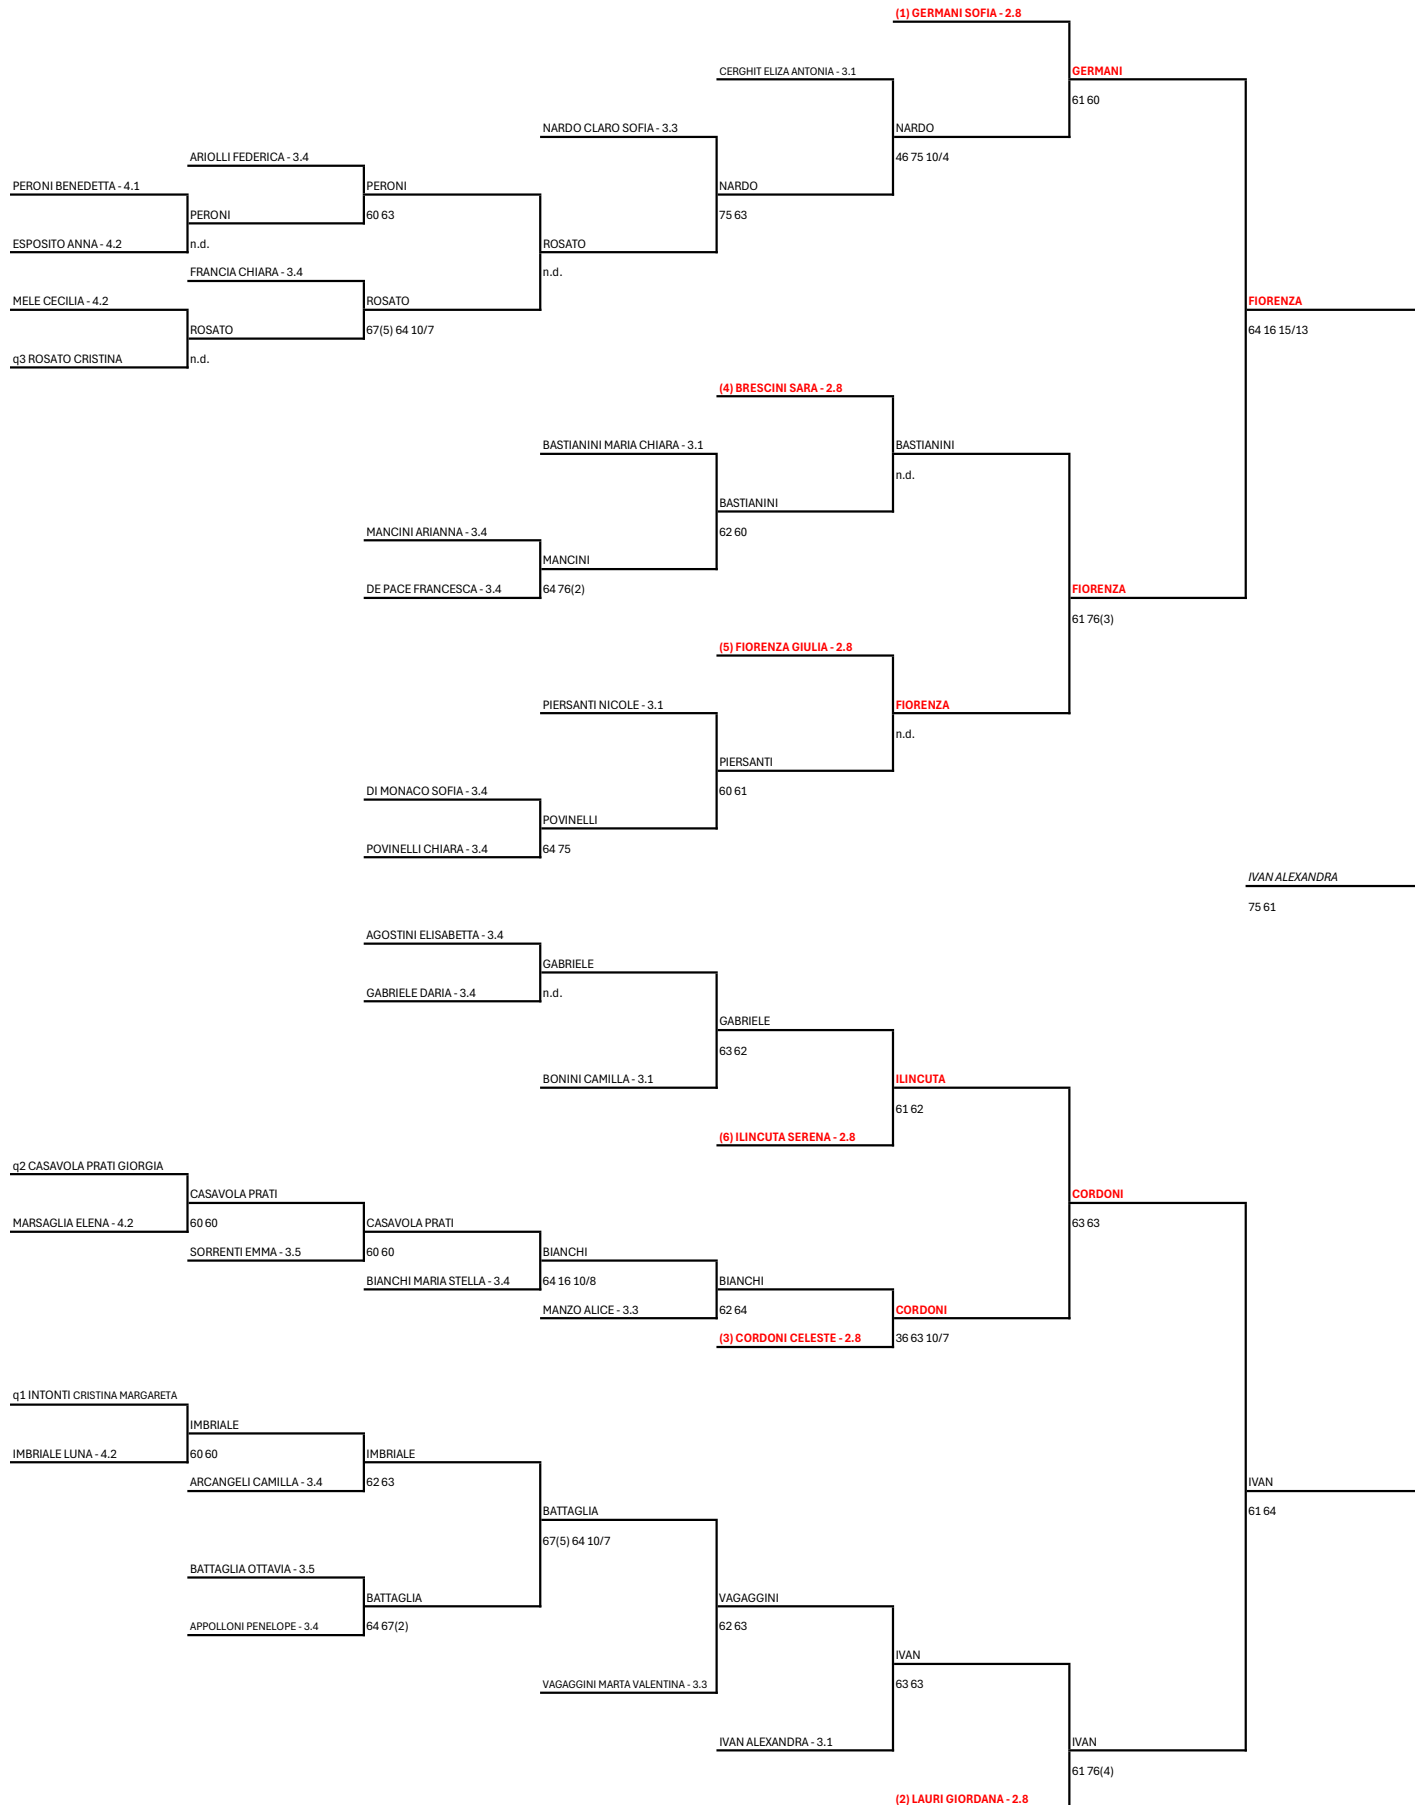 (1) GERMANI SOFIA - 2.8
CERGHIT ELIZA ANTONIA - 3.1
GERMANI
61 60
NARDO CLARO SOFIA - 3.3
NARDO
46 75 10/4
ARIOLLI FEDERICA - 3.4
PERONI BENEDETTA - 4.1
PERONI
NARDO
PERONI
60 63
75 63
ESPOSITO ANNA - 4.2
n.d.
ROSATO
FRANCIA CHIARA - 3.4
n.d.
MELE CECILIA - 4.2
ROSATO
FIORENZA
ROSATO
67(5) 64 10/7
64 16 15/13
q3 ROSATO CRISTINA
n.d.
(4) BRESCINI SARA - 2.8
BASTIANINI MARIA CHIARA - 3.1
BASTIANINI
n.d.
BASTIANINI
MANCINI ARIANNA - 3.4
62 60
MANCINI
DE PACE FRANCESCA - 3.4
64 76(2)
FIORENZA
61 76(3)
(5) FIORENZA GIULIA - 2.8
PIERSANTI NICOLE - 3.1
FIORENZA
n.d.
PIERSANTI
DI MONACO SOFIA - 3.4
60 61
POVINELLI
POVINELLI CHIARA - 3.4
64 75
IVAN ALEXANDRA
75 61
AGOSTINI ELISABETTA - 3.4
GABRIELE
GABRIELE DARIA - 3.4
n.d.
GABRIELE
63 62
BONINI CAMILLA - 3.1
ILINCUTA
61 62
(6) ILINCUTA SERENA - 2.8
q2 CASAVOLA PRATI GIORGIA
CASAVOLA PRATI
CORDONI
MARSAGLIA ELENA - 4.2
60 60
CASAVOLA PRATI
63 63
SORRENTI EMMA - 3.5
60 60
BIANCHI
BIANCHI MARIA STELLA - 3.4
64 16 10/8
BIANCHI
MANZO ALICE - 3.3
62 64
CORDONI
(3) CORDONI CELESTE - 2.8
36 63 10/7
q1 INTONTI CRISTINA MARGARETA
IMBRIALE
IMBRIALE LUNA - 4.2
60 60
IMBRIALE
ARCANGELI CAMILLA - 3.4
62 63
IVAN
BATTAGLIA
61 64
67(5) 64 10/7
BATTAGLIA OTTAVIA - 3.5
BATTAGLIA
VAGAGGINI
APPOLLONI PENELOPE - 3.4
64 67(2)
62 63
IVAN
VAGAGGINI MARTA VALENTINA - 3.3
63 63
IVAN ALEXANDRA - 3.1
IVAN
61 76(4)
(2) LAURI GIORDANA - 2.8